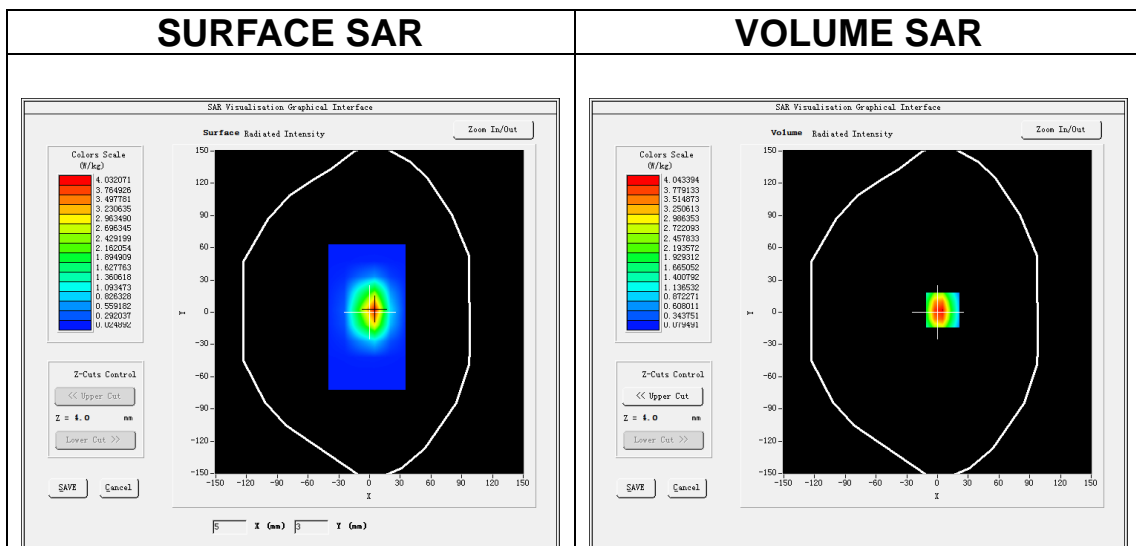 SURFACE SAR
VOLUME SAR
SAR Visualisation Graphical Interface
Surface Radiated Intensity
Zoom In/Out
Colors Scale
(W/kg)
4.032071
3.764926
3.497781
3.230635
2.963490
2.696345
2.429199
2.162054
1.894909
1.627763
1.360618
1.093473
0.826328
0.559182
0.292037
0.024892
Z-Cuts Control
<< Upper Cut
Z = 4.0 mm
Lower Cut >>
SAVE Cancel
150
120
90
60
30
0
-30
-60
-90
-120
-150
Y
-150 -120 -90 -60 -30 0 30 60 90 120 150
X
5 X (mm) 3 Y (mm)
SAR Visualisation Graphical Interface
Volume Radiated Intensity
Zoom In/Out
Colors Scale
(W/kg)
4.043394
3.779133
3.514873
3.250613
2.986353
2.722093
2.457833
2.193572
1.929312
1.665052
1.400792
1.136532
0.872271
0.608011
0.343751
0.079491
Z-Cuts Control
<< Upper Cut
Z = 4.0 mm
Lower Cut >>
SAVE Cancel
150
120
90
60
30
0
-30
-60
-90
-120
-150
Y
-150 -120 -90 -60 -30 0 30 60 90 120 150
X